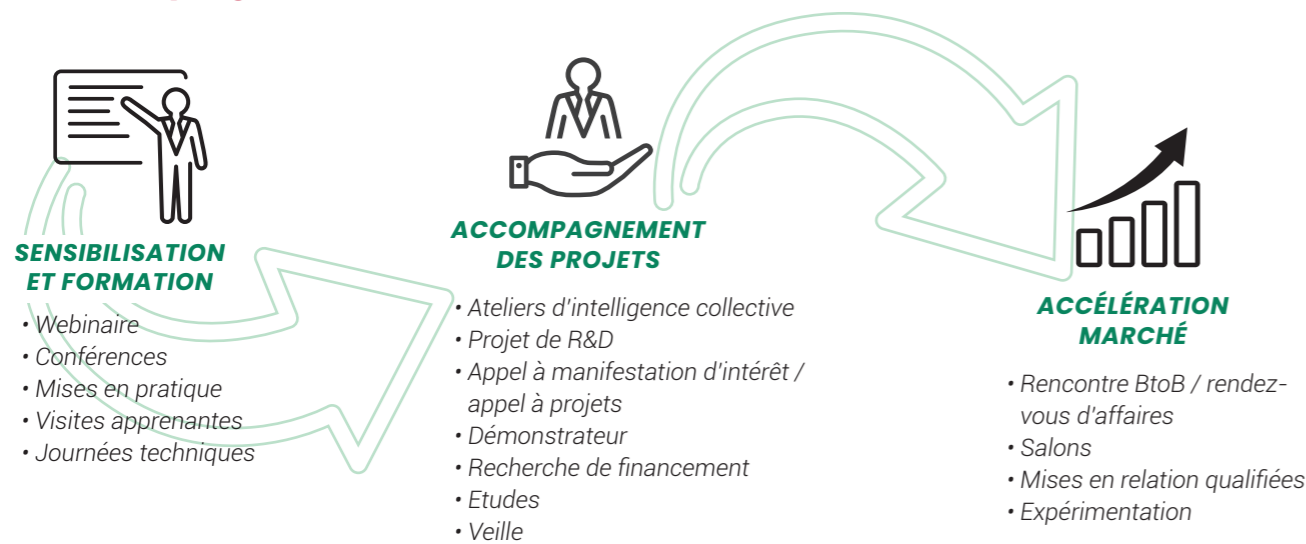 SENSIBILISATION
ET FORMATION
• Webinaire
• Conférences
• Mises en pratique
• Visites apprenantes
• Journées techniques
ACCOMPAGNEMENT
DES PROJETS
• Ateliers d'intelligence collective
• Projet de R&D
• Appel à manifestation d'intérêt /
appel à projets
• Démonstrateur
• Recherche de financement
• Etudes
• Veille
ACCÉLÉRATION
MARCHÉ
• Rencontre BtoB / rendez-
vous d'affaires
• Salons
• Mises en relation qualifiées
• Expérimentation